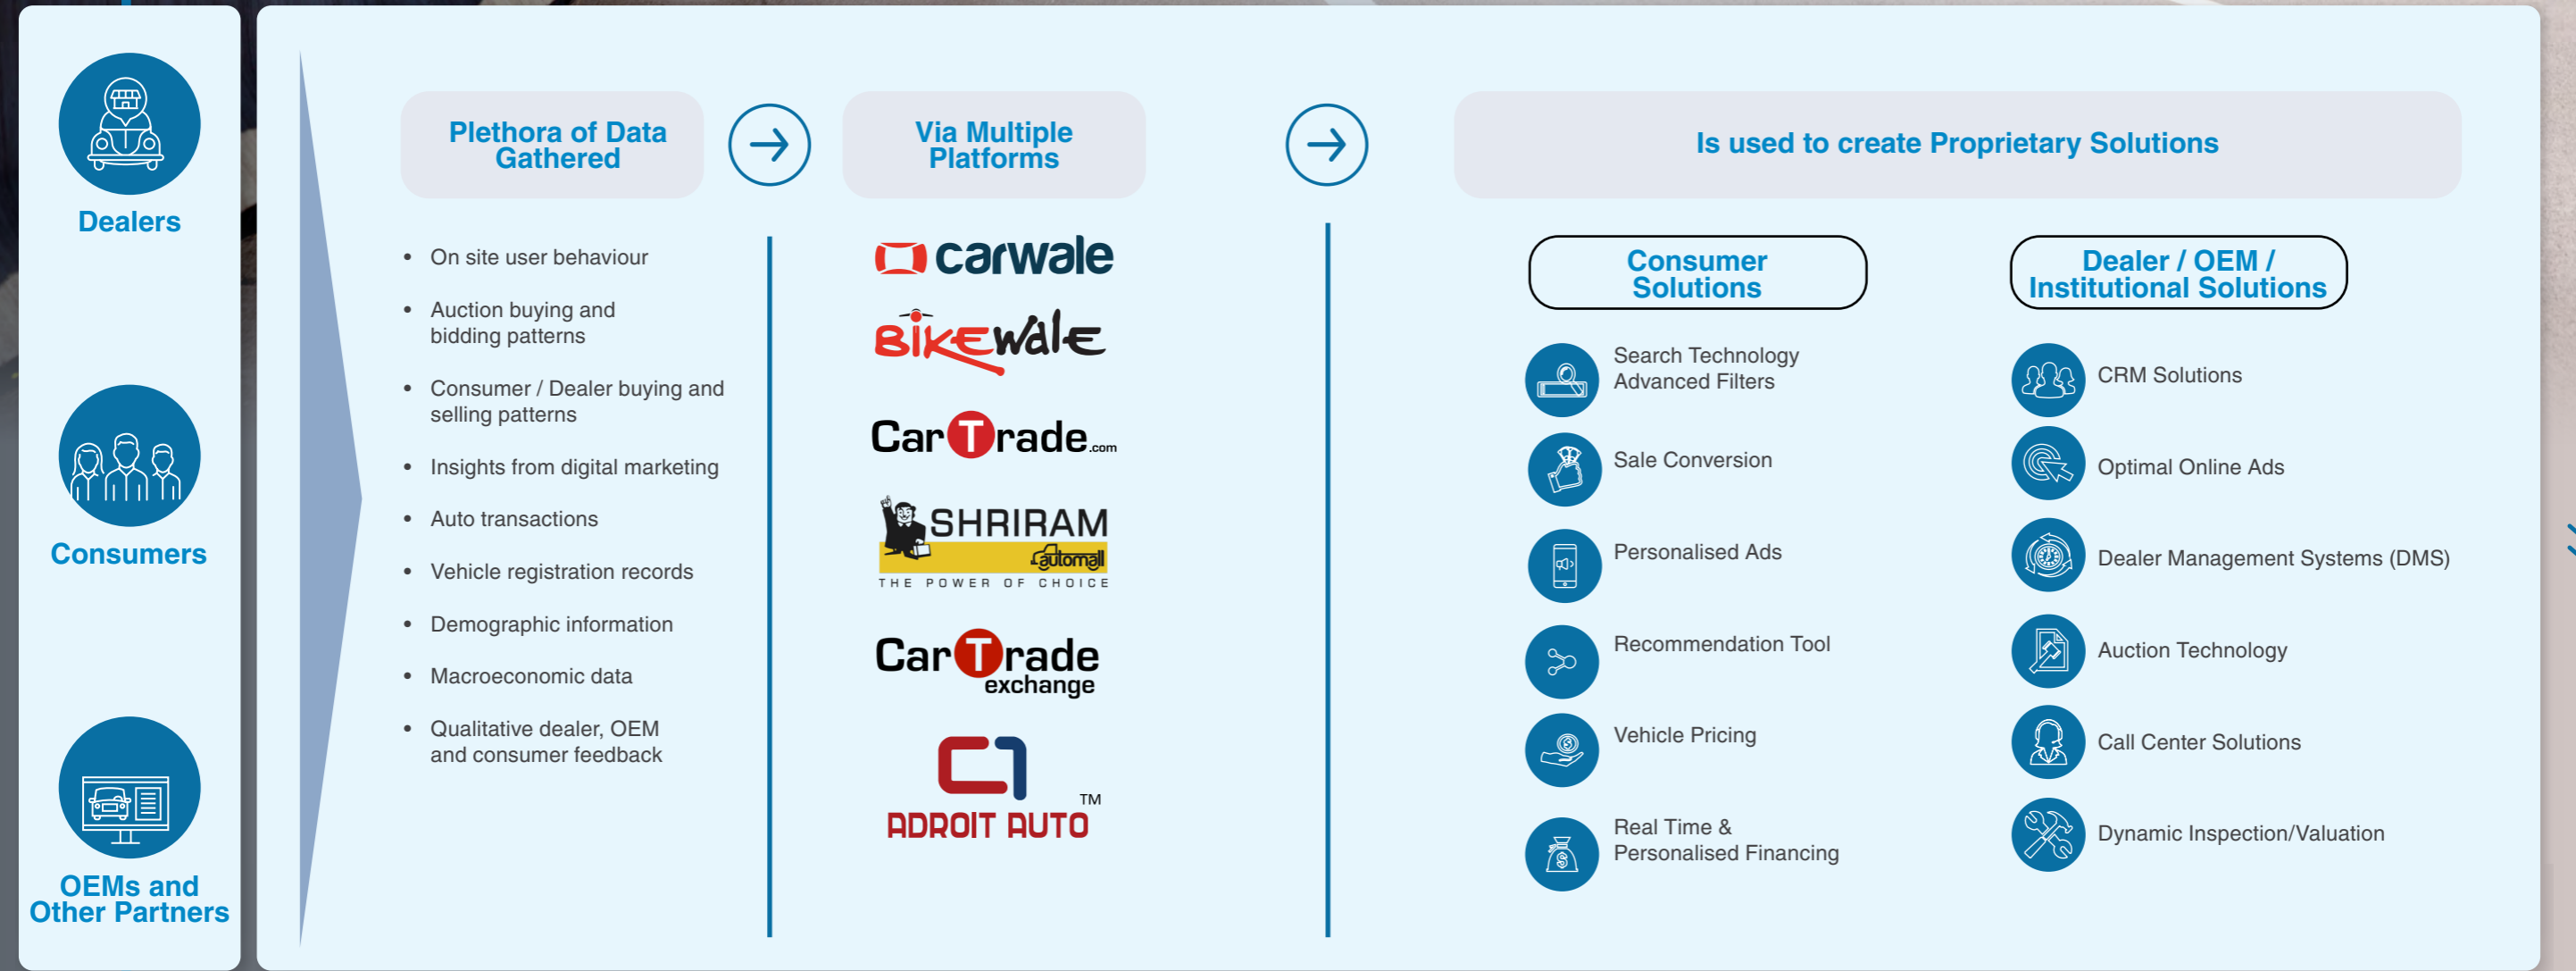 Dealers
Consumers
OEMs and
Other Partners
Plethora of Data
Gathered
• On site user behaviour
• Auction buying and
bidding patterns
• Consumer / Dealer buying and
selling patterns
• Insights from digital marketing
• Auto transactions
• Vehicle registration records
• Demographic information
• Macroeconomic data
• Qualitative dealer, OEM
and consumer feedback
Via Multiple
Platforms
carwale
BikewaLE
CarTrade.com
SHRIRAM
automall
THE POWER OF CHOICE
CarTrade
exchange
TM
ADROIT AUTO
Is used to create Proprietary Solutions
Consumer
Solutions
Search Technology
Advanced Filters
Sale Conversion
Personalised Ads
Recommendation Tool
Vehicle Pricing
Real Time &
Personalised Financing
Dealer / OEM /
Institutional Solutions
CRM Solutions
Optimal Online Ads
Dealer Management Systems (DMS)
Auction Technology
Call Center Solutions
Dynamic Inspection/Valuation